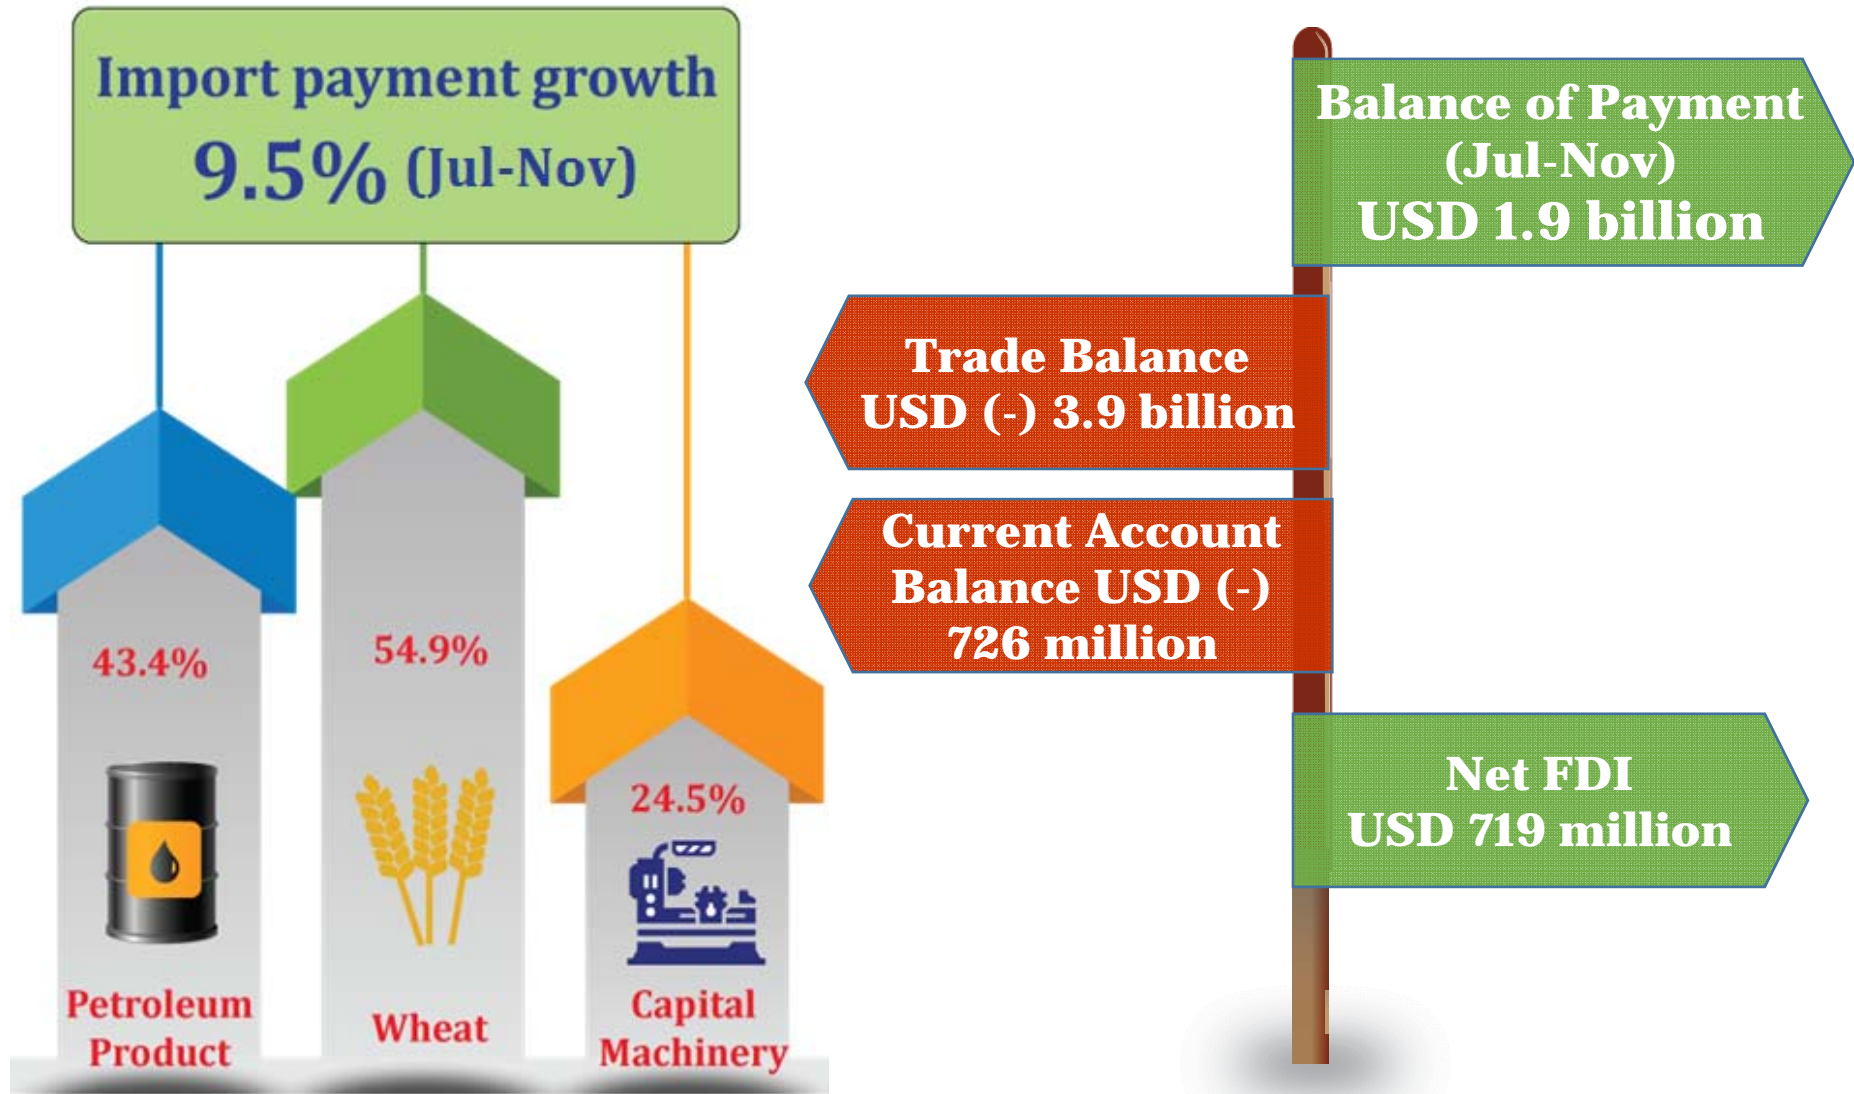 Import payment growth
9.5% (Jul-Nov)
43.4%
Petroleum
Product
54.9%
Wheat
24.5%
Capital
Machinery
Balance of Payment
(Jul-Nov)
USD 1.9 billion
Trade Balance
USD (-) 3.9 billion
Current Account
Balance USD (-)
726 million
Net FDI
USD 719 million